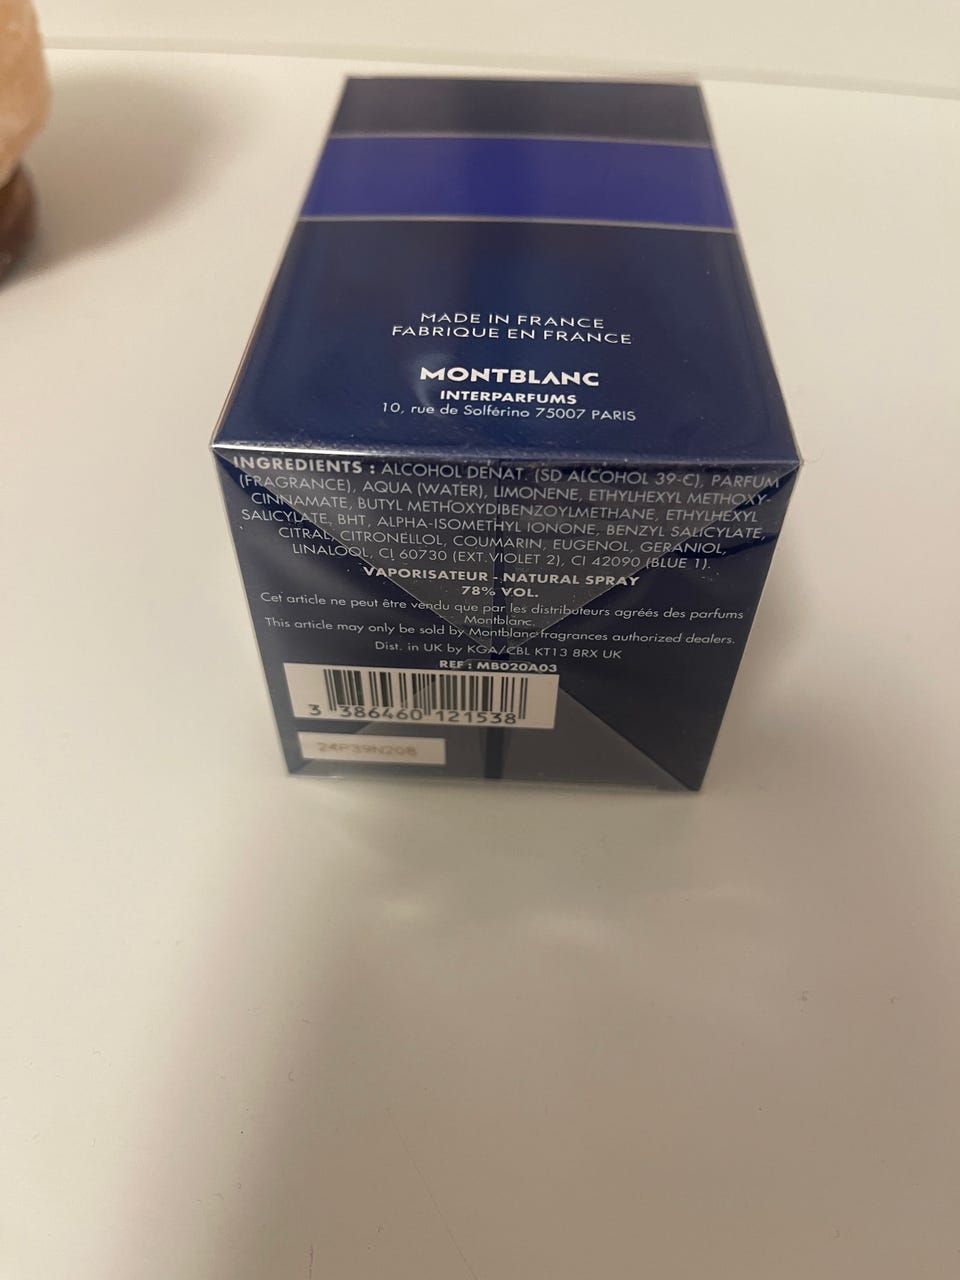 MADE IN FRANCE
FABRIQUE EN FRANCE
MONTBLANC
INTERPARFUMS
10, rue de Solférino 75007 PARIS
INGREDIENTS : ALCOHOL DENAT. (SD ALCOHOL 39-C), PARFUM
(FRAGRANCE), AQUA (WATER), LIMONENE, ETHYLHEXYL METHOXY-
CINNAMATE, BUTYL METHOXYDIBENZOYLMETHANE, ETHYLHEXYL
SALICYLATE, BHT, ALPHA-ISOMETHYL IONONE, BENZYL SALICYLATE,
CITRAL, CITRONELLOL, COUMARIN, EUGENOL, GERANIOL,
LINALOOL, CI 60730 (EXT. VIOLET 2), CI 42090 (BLUE 1).
VAPORISATEUR - NATURAL SPRAY
78% VOL.
Cet article ne peut être vendu que par les distributeurs agréés des parfums
Montblanc.
This article may only be sold by Montblanc fragrances authorized dealers.
Dist. in UK by KGA/CBL KT13 8RX UK
REF : MB020A03
3 386460 121538
24P39N208